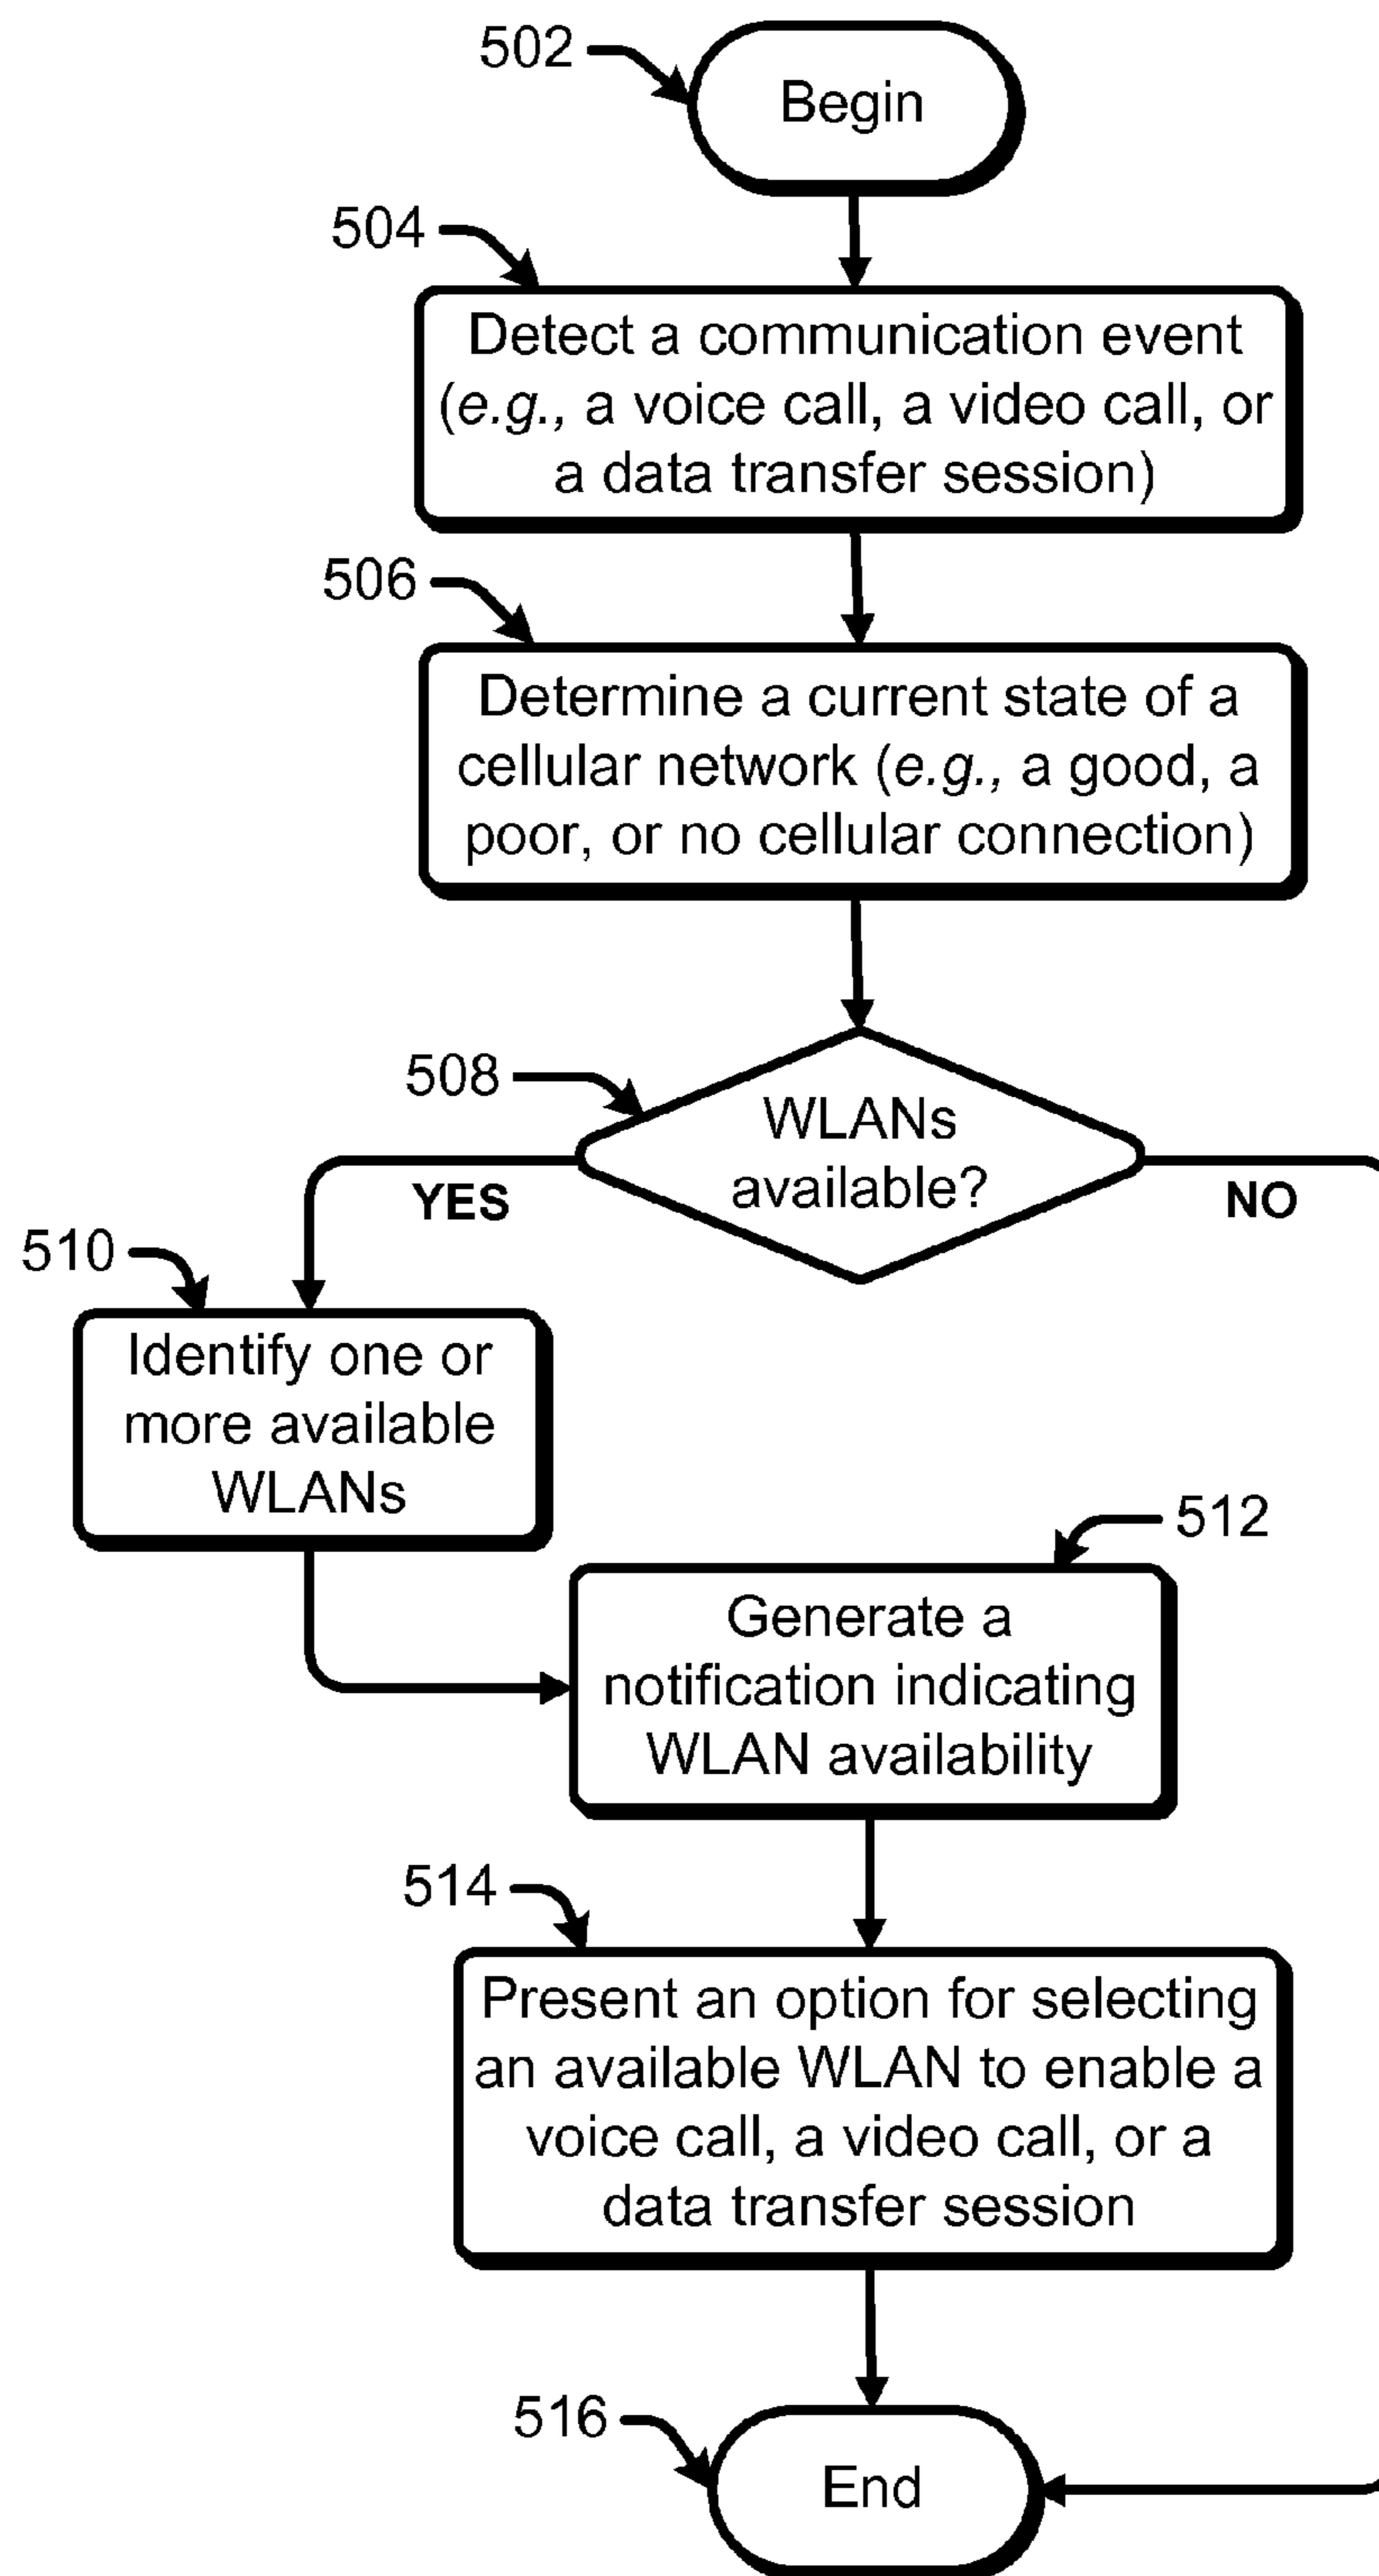 502
Begin
504
Detect a communication event
(e.g., a voice call, a video call, or
a data transfer session)
506
Determine a current state of a
cellular network (e.g., a good, a
poor, or no cellular connection)
508
WLANs
available?
YES
NO
510
Identify one or
more available
WLANs
512
Generate a
notification indicating
WLAN availability
514
Present an option for selecting
an available WLAN to enable a
voice call, a video call, or a
data transfer session
516
End